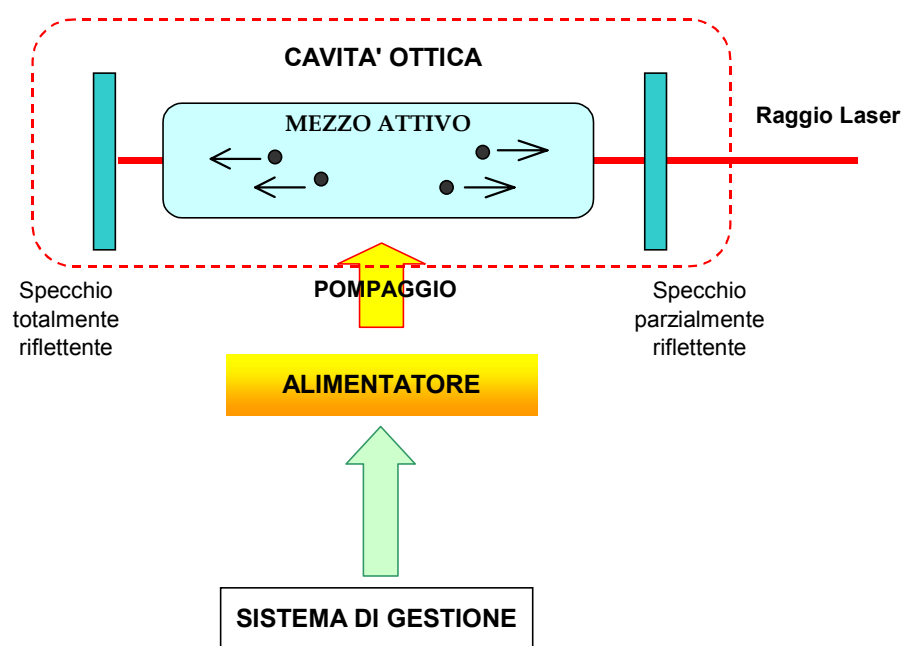 CAVITA' OTTICA
MEZZO ATTIVO
Raggio Laser
Specchio
totalmente
riflettente
POMPAGGIO
Specchio
parzialmente
riflettente
ALIMENTATORE
SISTEMA DI GESTIONE